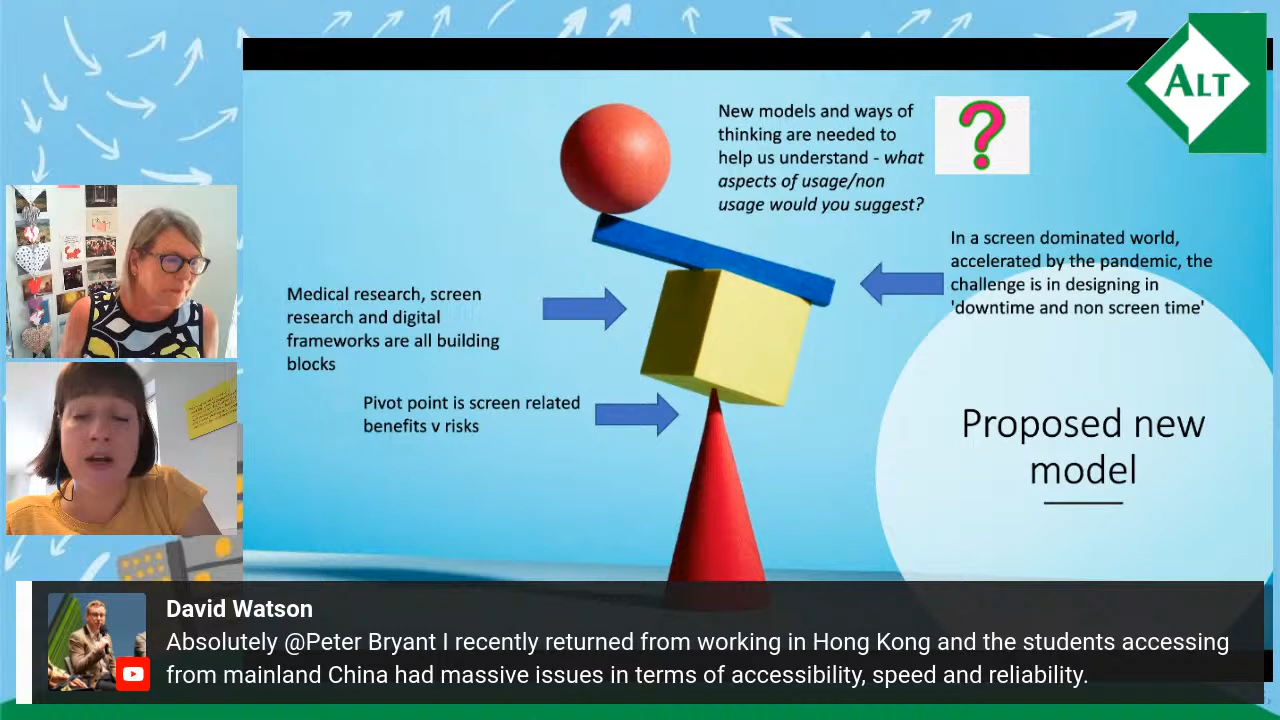 ALT
New models and ways of
thinking are needed to
help us understand - what
aspects of usage/non
usage would you suggest?
?
In a screen dominated world,
accelerated by the pandemic, the
challenge is in designing in
'downtime and non screen time'
Medical research, screen
research and digital
frameworks are all building
blocks
Pivot point is screen related
benefits v risks
Proposed new
model
David Watson
Absolutely @Peter Bryant I recently returned from working in Hong Kong and the students accessing
from mainland China had massive issues in terms of accessibility, speed and reliability.